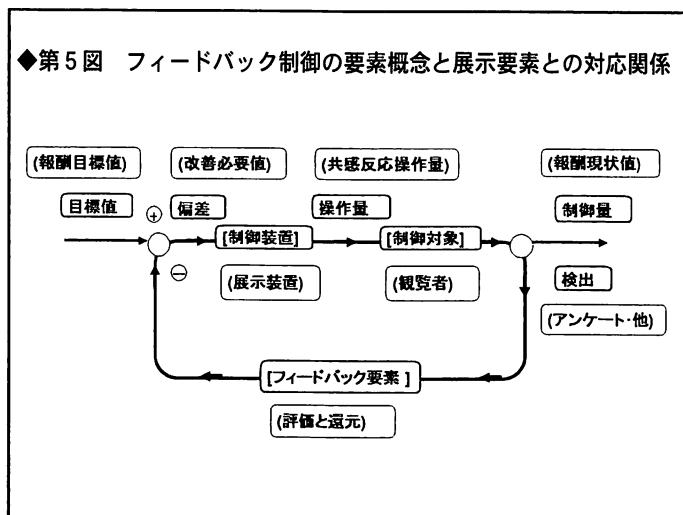 ◆第5図 フィードバック制御の要素概念と展示要素との対応関係
(報酬目標値) (改善必要値) (共感反応操作量) (報酬現状値)
目標値 + 偏差 操作量 制御量
[制御装置] [制御対象]
− (展示装置) (観覧者) 検出
(アンケート・他)
[フィードバック要素]
(評価と還元)